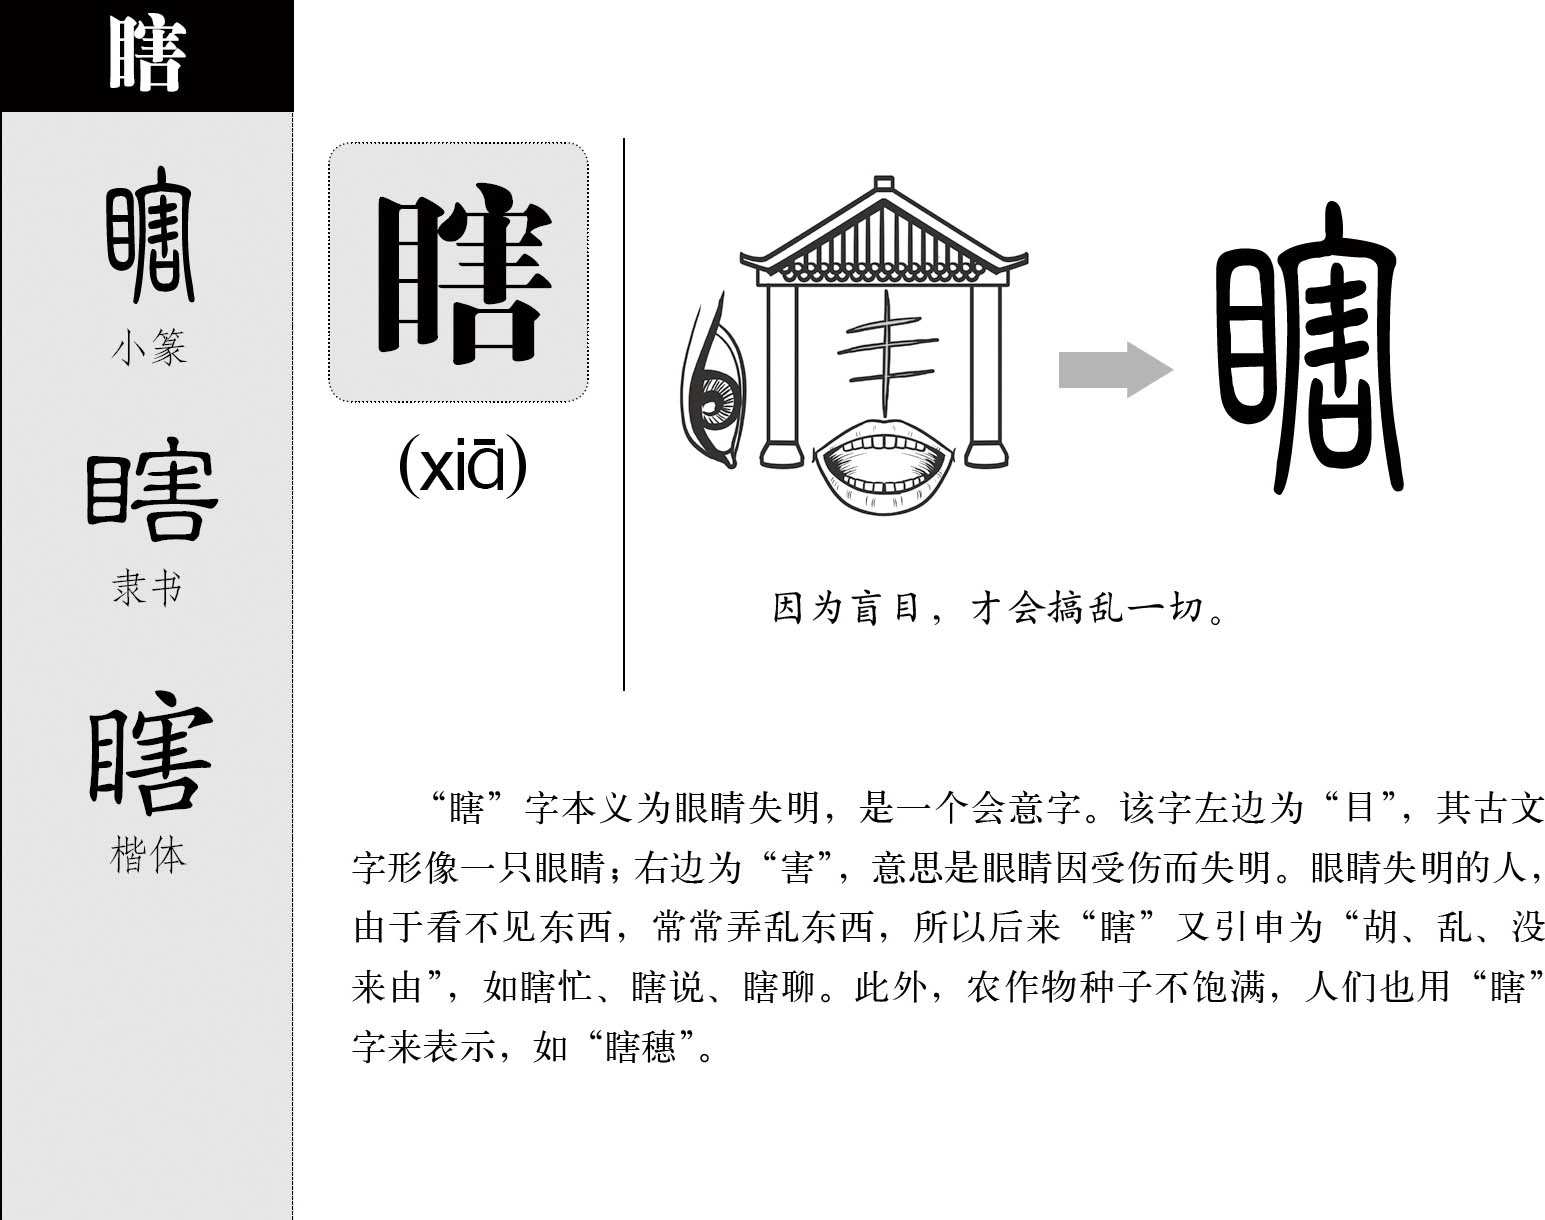 瞎
瞎
小篆
瞎
隶书
瞎
楷体
瞎
(xiā)
瞎
因为盲目，才会搞乱一切。
“瞎”字本义为眼睛失明，是一个会意字。该字左边为“目”，其古文
字形像一只眼睛；右边为“害”，意思是眼睛因受伤而失明。眼睛失明的人，
由于看不见东西，常常弄乱东西，所以后来“瞎”又引申为“胡、乱、没
来由”，如瞎忙、瞎说、瞎聊。此外，农作物种子不饱满，人们也用“瞎”
字来表示，如“瞎穗”。